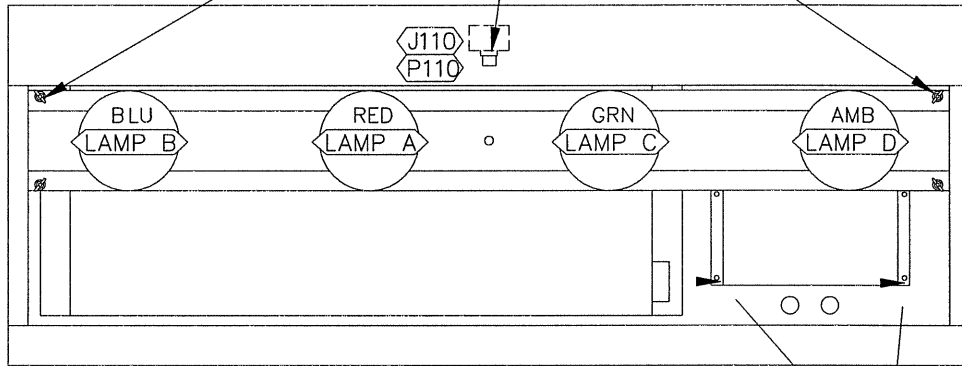 J110
P110
BLU
LAMP B
RED
LAMP A
GRN
LAMP C
AMB
LAMP D